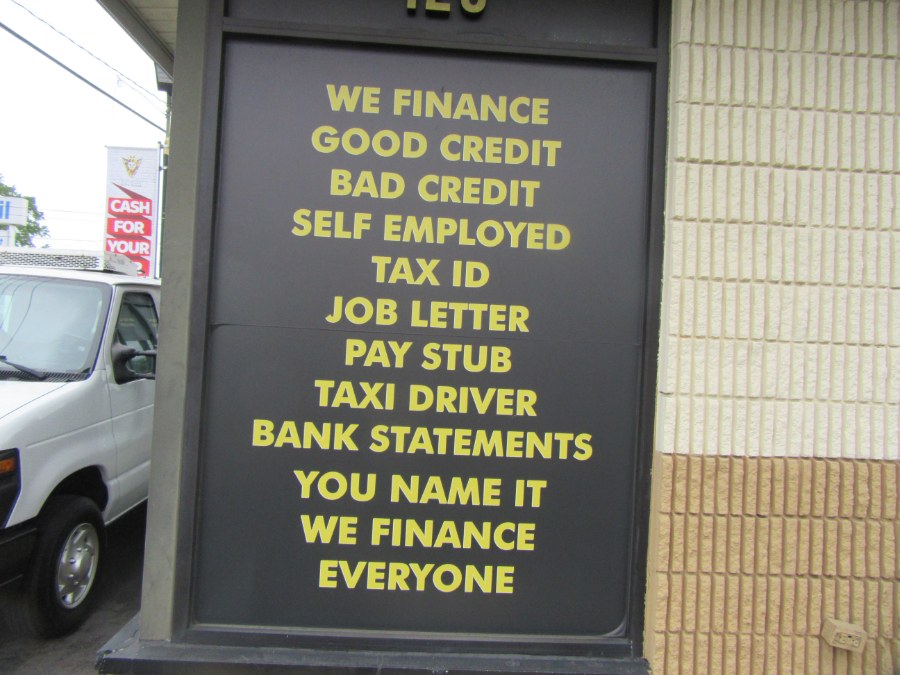 WE FINANCE
GOOD CREDIT
BAD CREDIT
SELF EMPLOYED
TAX ID
JOB LETTER
PAY STUB
TAXI DRIVER
BANK STATEMENTS
YOU NAME IT
WE FINANCE
EVERYONE
CASH
FOR
YOUR